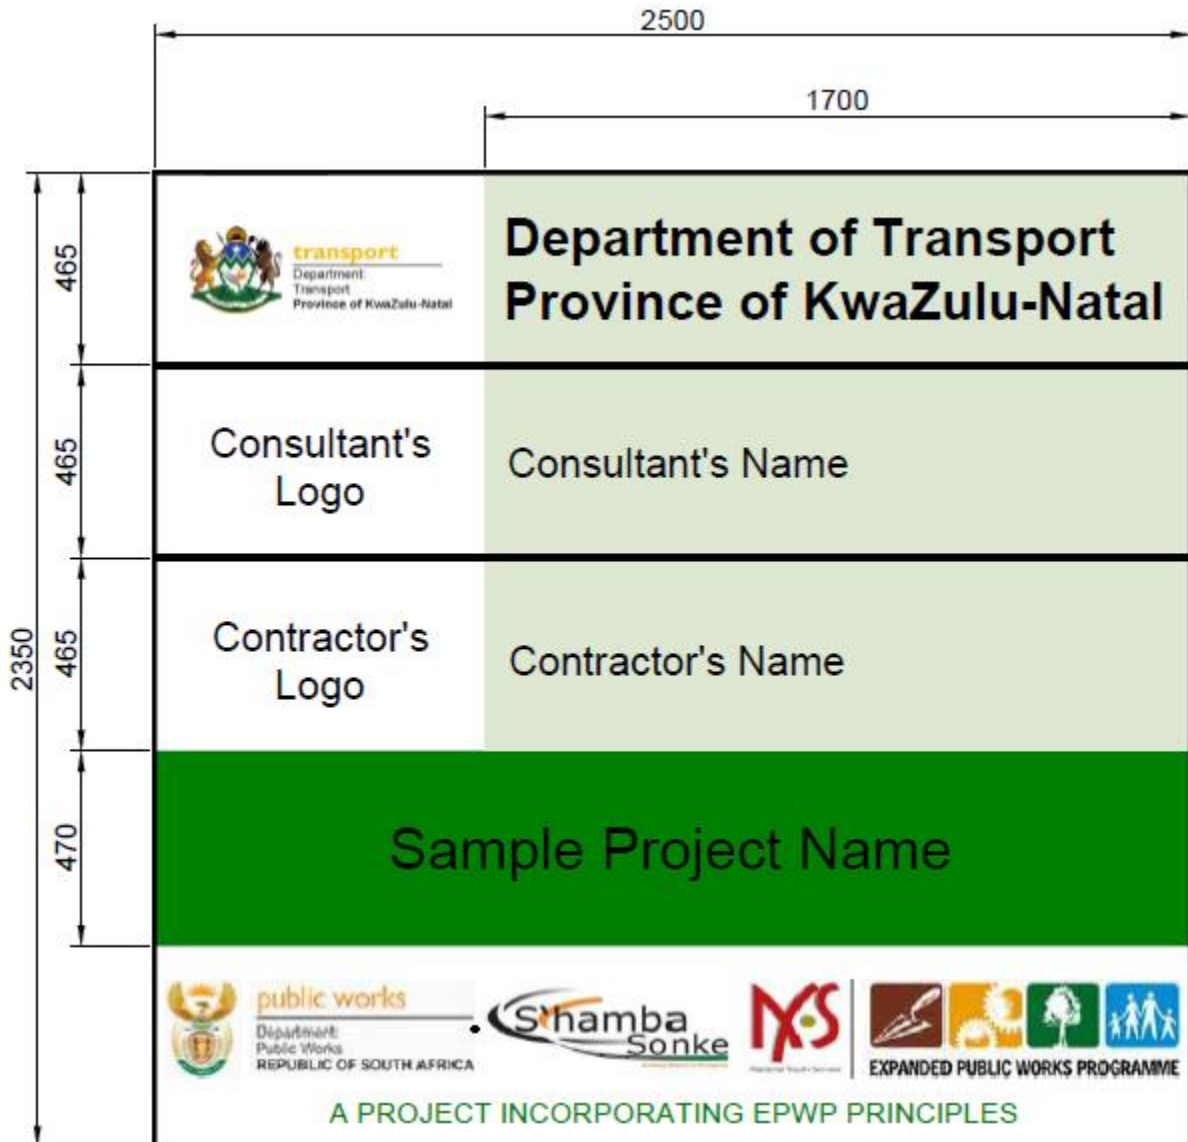 2500
1700
465
transport
Department:
Transport
Province of KwaZulu-Natal
Department of Transport
Province of KwaZulu-Natal
465
Consultant's
Logo
Consultant's Name
2350
465
Contractor's
Logo
Contractor's Name
470
Sample Project Name
public works
Department:
Public Works
REPUBLIC OF SOUTH AFRICA
S'hamba
Sonke
NYS
EXPANDED PUBLIC WORKS PROGRAMME
A PROJECT INCORPORATING EPWP PRINCIPLES